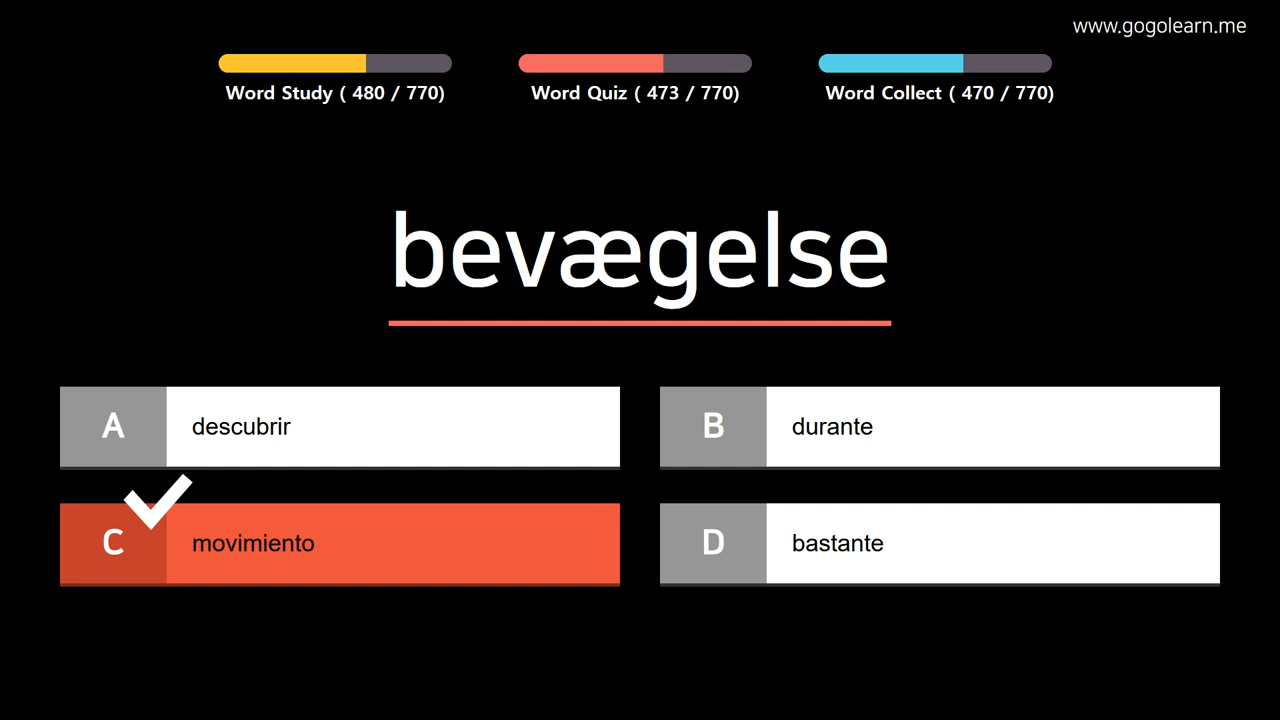 www.gogolearn.me
Word Study ( 480 / 770)
Word Quiz ( 473 / 770)
Word Collect ( 470 / 770)
bevægelse
A descubrir
B durante
C movimiento
D bastante